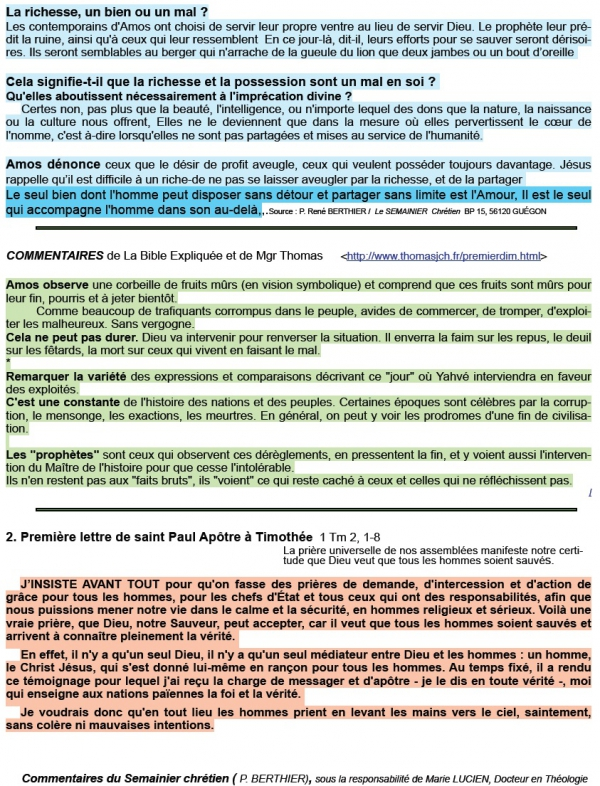 La richesse, un bien ou un mal ?
Les contemporains d'Amos ont choisi de servir leur propre ventre au lieu de servir Dieu. Le prophète leur pré-
dit la ruine, ainsi qu'à ceux qui leur ressemblent  En ce jour-là, dit-il, leurs efforts pour se sauver seront dérisoi-
res. Ils seront semblables au berger qui n'arrache de la gueule du lion que deux jambes ou un bout d'oreille
Cela signifie-t-il que la richesse et la possession sont un mal en soi ?
Qu'elles aboutissent nécessairement à l'imprécation divine ?
Certes non, pas plus que la beauté, l'intelligence, ou n'importe lequel des dons que la nature, la naissance
ou la culture nous offrent, Elles ne le deviennent que dans la mesure où elles pervertissent le cœur de
l'homme, c'est à-dire lorsqu'elles ne sont pas partagées et mises au service de l'humanité.
Amos dénonce ceux que le désir de profit aveugle, ceux qui veulent posséder toujours davantage. Jésus
rappelle qu'il est difficile à un riche-de ne pas se laisser aveugler par la richesse, et de la partager
Le seul bien dont l'homme peut disposer sans détour et partager sans limite est l'Amour, Il est le seul
qui accompagne l'homme dans son au-delà,,.Source : P. René BERTHIER / Le SEMAINIER Chrétien BP 15, 56120 GUÉGON
COMMENTAIRES de La Bible Expliquée et de Mgr Thomas <http://www.thomasjch.fr/premierdim.html>
Amos observe une corbeille de fruits mûrs (en vision symbolique) et comprend que ces fruits sont mûrs pour
leur fin, pourris et à jeter bientôt.
Comme beaucoup de trafiquants corrompus dans le peuple, avides de commercer, de tromper, d'exploi-
ter les malheureux. Sans vergogne.
Cela ne peut pas durer. Dieu va intervenir pour renverser la situation. Il enverra la faim sur les repus, le deuil
sur les fêtards, la mort sur ceux qui vivent en faisant le mal.
*
Remarquer la variété des expressions et comparaisons décrivant ce "jour" où Yahvé interviendra en faveur
des exploités.
C'est une constante de l'histoire des nations et des peuples. Certaines époques sont célèbres par la corrup-
tion, le mensonge, les exactions, les meurtres. En général, on peut y voir les prodromes d'une fin de civilisa-
tion.
Les "prophètes" sont ceux qui observent ces dérèglements, en pressentent la fin, et y voient aussi l'interven-
tion du Maître de l'histoire pour que cesse l'intolérable.
Ils n'en restent pas aux "faits bruts", ils "voient" ce qui reste caché à ceux et celles qui ne réfléchissent pas.
[
2. Première lettre de saint Paul Apôtre à Timothée 1 Tm 2, 1-8
La prière universelle de nos assemblées manifeste notre certi-
tude que Dieu veut que tous les hommes soient sauvés.
J'INSISTE AVANT TOUT pour qu'on fasse des prières de demande, d'intercession et d'action de
grâce pour tous les hommes, pour les chefs d'État et tous ceux qui ont des responsabilités, afin que
nous puissions mener notre vie dans le calme et la sécurité, en hommes religieux et sérieux. Voilà une
vraie prière, que Dieu, notre Sauveur, peut accepter, car il veut que tous les hommes soient sauvés et
arrivent à connaître pleinement la vérité.
En effet, il n'y a qu'un seul Dieu, il n'y a qu'un seul médiateur entre Dieu et les hommes : un homme,
le Christ Jésus, qui s'est donné lui-même en rançon pour tous les hommes. Au temps fixé, il a rendu
ce témoignage pour lequel j'ai reçu la charge de messager et d'apôtre - je le dis en toute vérité -, moi
qui enseigne aux nations païennes la foi et la vérité.
Je voudrais donc qu'en tout lieu les hommes prient en levant les mains vers le ciel, saintement,
sans colère ni mauvaises intentions.
Commentaires du Semainier chrétien ( P. BERTHIER), sous la responsabilité de Marie LUCIEN, Docteur en Théologie